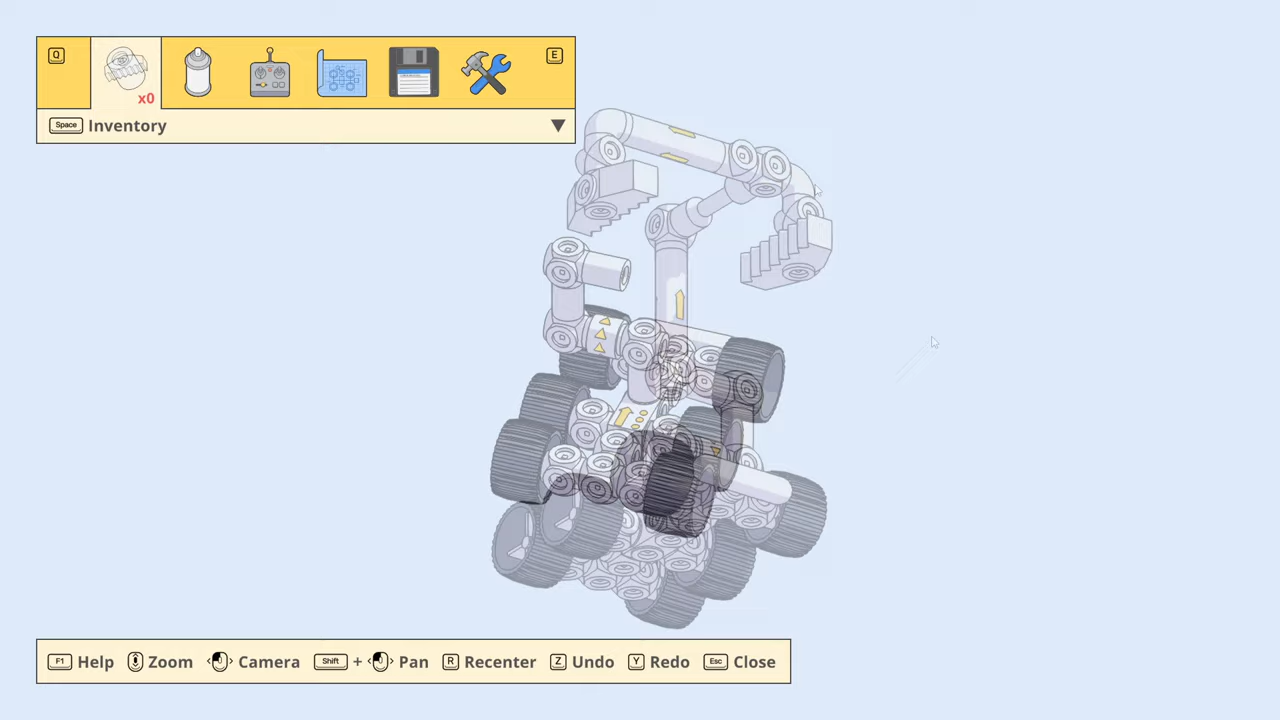 Q
E
x0
Space Inventory
F1 Help Zoom Camera Shift + Pan R Recenter Z Undo Y Redo Esc Close